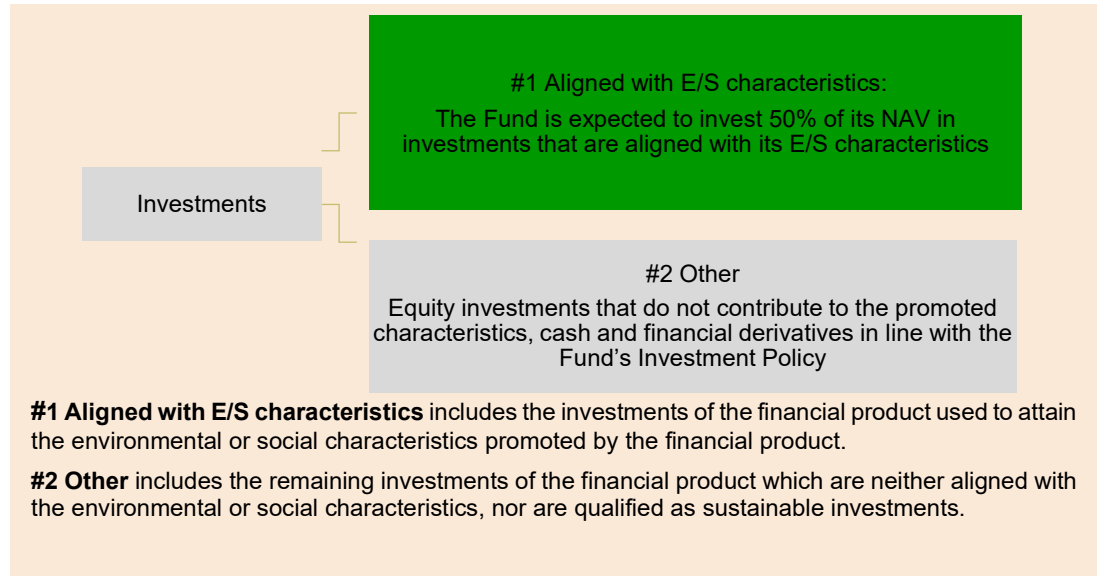 #1 Aligned with E/S characteristics:
The Fund is expected to invest 50% of its NAV in
investments that are aligned with its E/S characteristics
Investments
#2 Other
Equity investments that do not contribute to the promoted
characteristics, cash and financial derivatives in line with the
Fund’s Investment Policy
#1 Aligned with E/S characteristics includes the investments of the financial product used to attain
the environmental or social characteristics promoted by the financial product.
#2 Other includes the remaining investments of the financial product which are neither aligned with
the environmental or social characteristics, nor are qualified as sustainable investments.